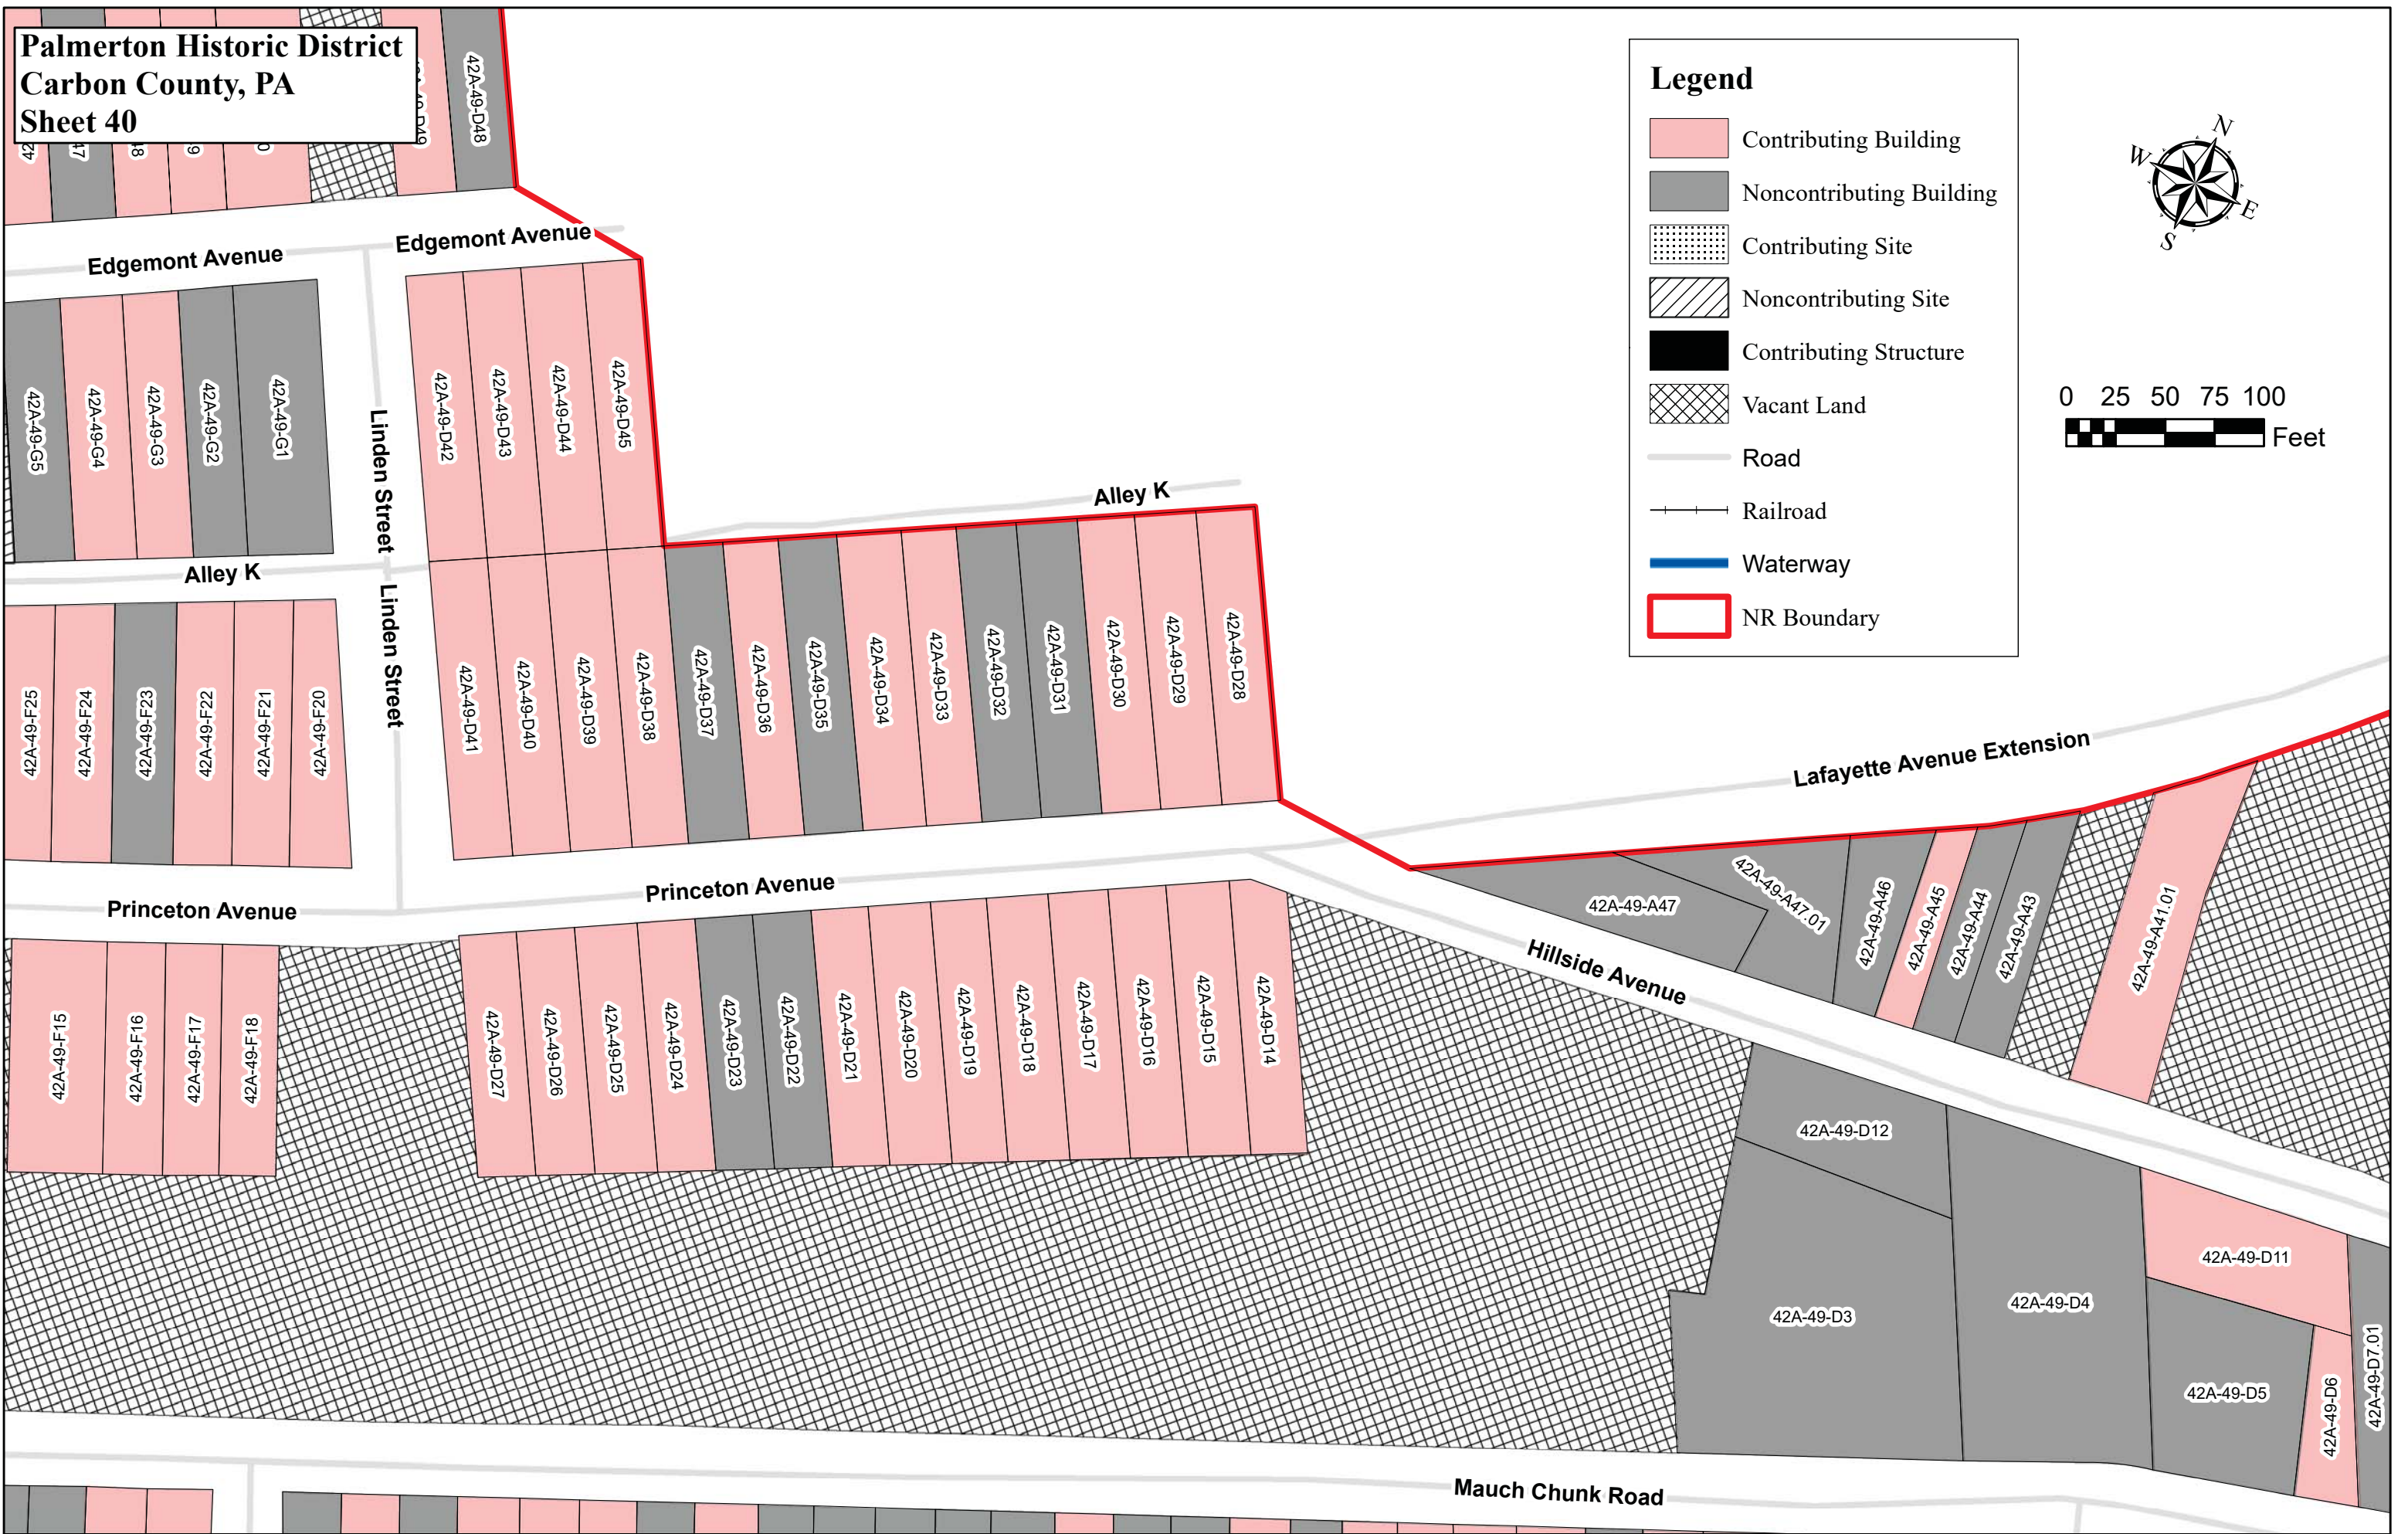 Palmerton Historic District
Carbon County, PA
Sheet 40
42A-49-D48
Legend
Contributing Building
Noncontributing Building
Contributing Site
Noncontributing Site
Contributing Structure
Vacant Land
Road
Railroad
Waterway
NR Boundary
N
W
E
S
0 25 50 75 100
Feet
Edgemont Avenue
Edgemont Avenue
42A-49-G5
42A-49-G4
42A-49-G3
42A-49-G2
42A-49-G1
Linden Street
42A-49-D42
42A-49-D43
42A-49-D44
42A-49-D45
Alley K
Alley K
Linden Street
42A-49-F25
42A-49-F24
42A-49-F23
42A-49-F22
42A-49-F21
42A-49-F20
42A-49-D41
42A-49-D40
42A-49-D39
42A-49-D38
42A-49-D37
42A-49-D36
42A-49-D35
42A-49-D34
42A-49-D33
42A-49-D32
42A-49-D31
42A-49-D30
42A-49-D29
42A-49-D28
Lafayette Avenue Extension
Princeton Avenue
Princeton Avenue
42A-49-A47
42A-49-A47.01
42A-49-A46
42A-49-A45
42A-49-A44
42A-49-A43
42A-49-A41.01
Hillside Avenue
42A-49-F15
42A-49-F16
42A-49-F17
42A-49-F18
42A-49-D27
42A-49-D26
42A-49-D25
42A-49-D24
42A-49-D23
42A-49-D22
42A-49-D21
42A-49-D20
42A-49-D19
42A-49-D18
42A-49-D17
42A-49-D16
42A-49-D15
42A-49-D14
42A-49-D12
42A-49-D3
42A-49-D4
42A-49-D11
42A-49-D5
42A-49-D6
42A-49-D7.01
Mauch Chunk Road